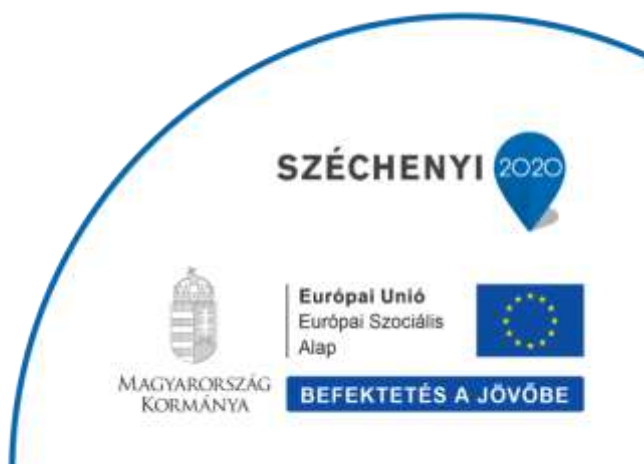 SZÉCHENYI 2020
Európai Unió
Európai Szociális
Alap
MAGYARORSZÁG
KORMÁNYA
BEFEKTETÉS A JÖVŐBE